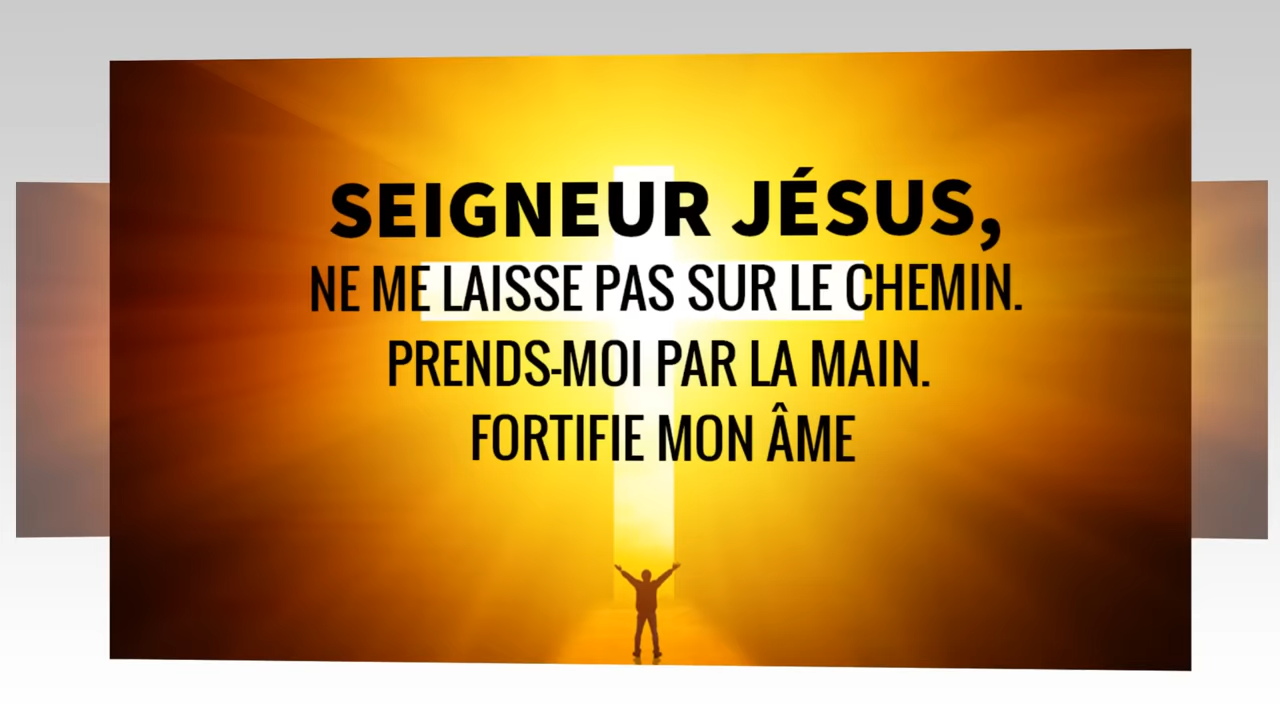 SEIGNEUR JÉSUS,
NE ME LAISSE PAS SUR LE CHEMIN.
PRENDS-MOI PAR LA MAIN.
FORTIFIE MON ÂME